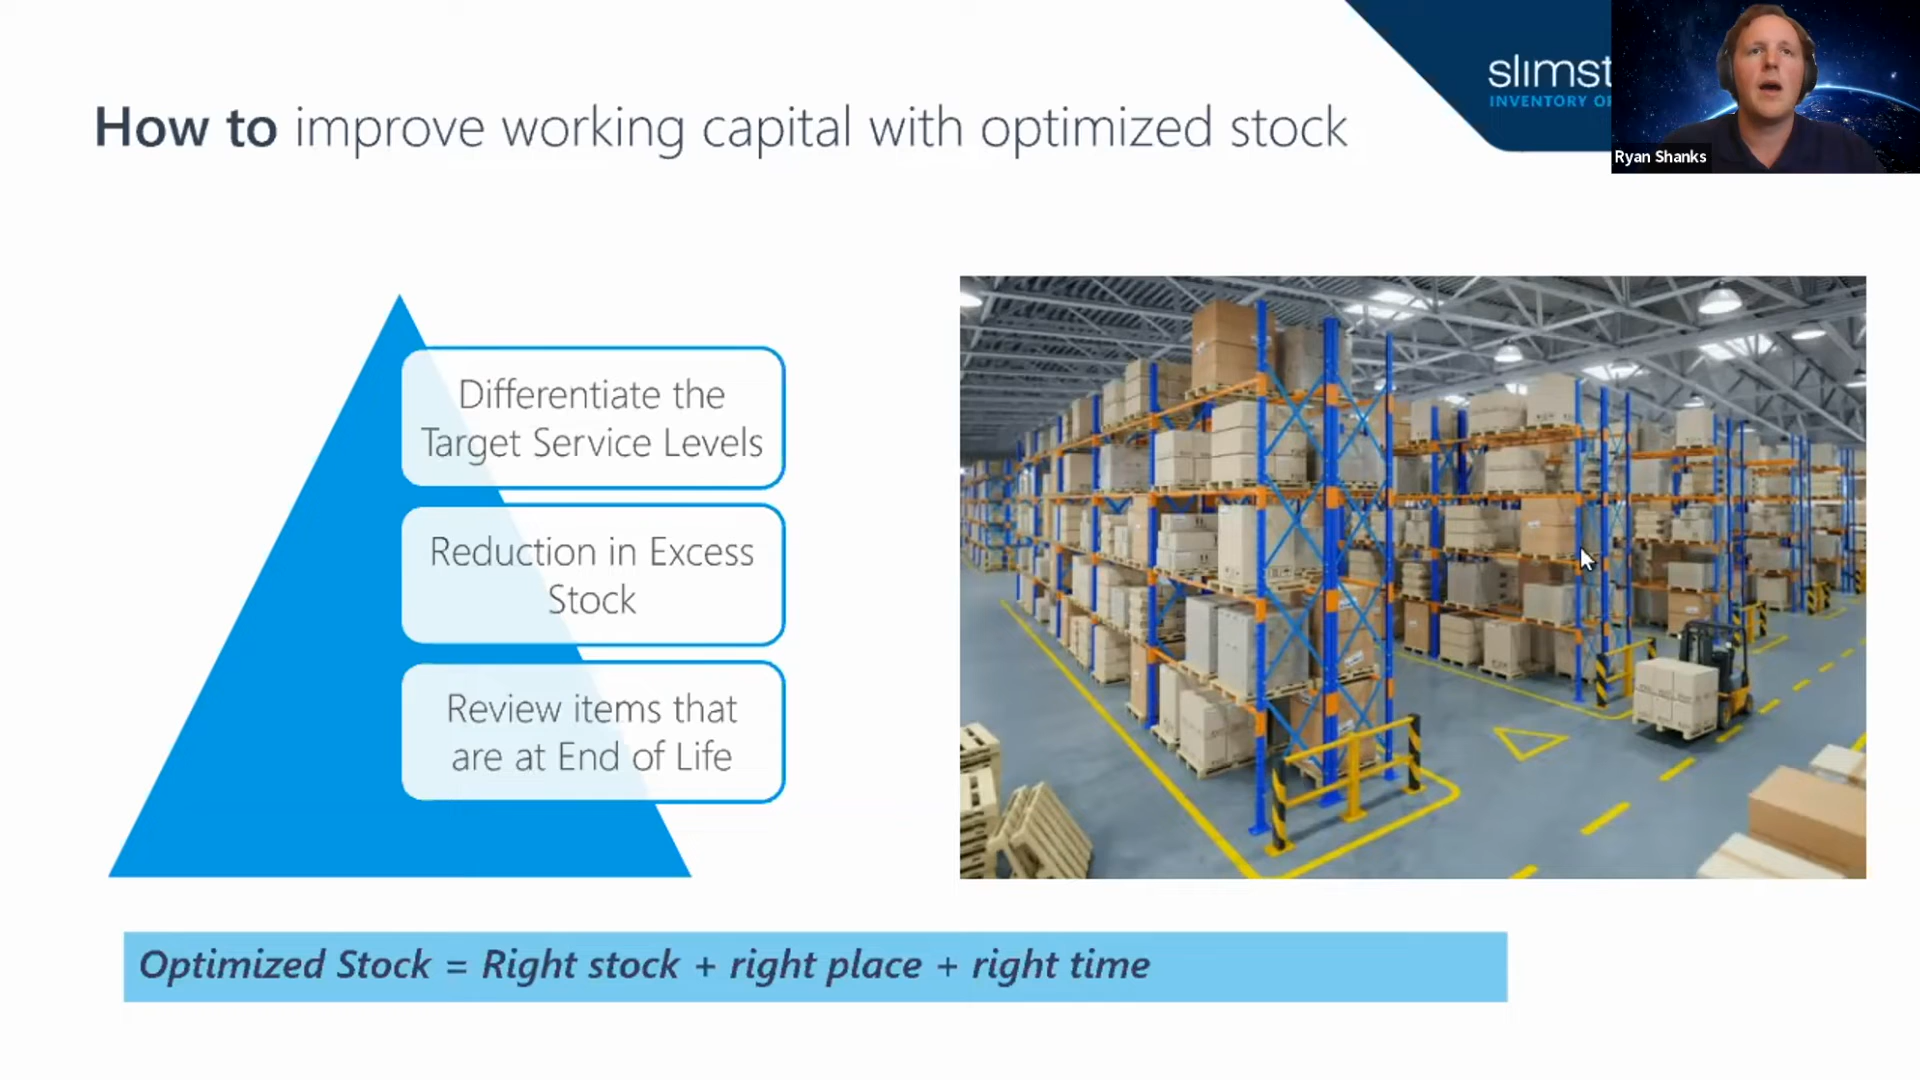 slimst
INVENTORY OP
Ryan Shanks
How to improve working capital with optimized stock
Differentiate the
Target Service Levels
Reduction in Excess
Stock
Review items that
are at End of Life
Optimized Stock = Right stock + right place + right time